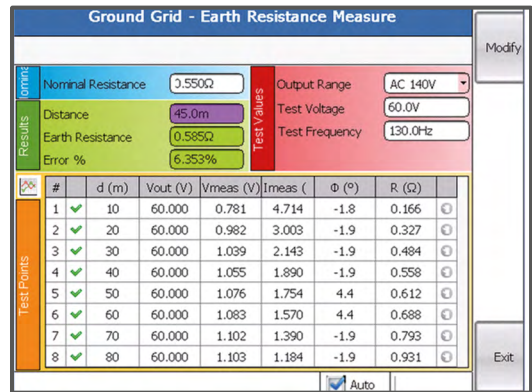 Ground Grid - Earth Resistance Measure
Modify
Nominal Resistance 0.550Ω
Output Range AC 140V
Test Values
Test Voltage 60.0V
Test Frequency 130.0Hz
Results
Distance 45.0m
Earth Resistance 0.585Ω
Error % 6.353%
Test Points
# d (m) Vout (V) Vmeas (V) Imeas ( Φ (º) R (Ω)
1 10 60.000 0.781 4.714 -1.8 0.166
2 20 60.000 0.982 3.003 -1.9 0.327
3 30 60.000 1.039 2.143 -1.9 0.484
4 40 60.000 1.055 1.890 -1.9 0.558
5 50 60.000 1.076 1.754 4.4 0.612
6 60 60.000 1.083 1.570 4.4 0.688
7 70 60.000 1.102 1.390 -1.9 0.793
8 80 60.000 1.103 1.184 -1.9 0.931
Exit
Auto